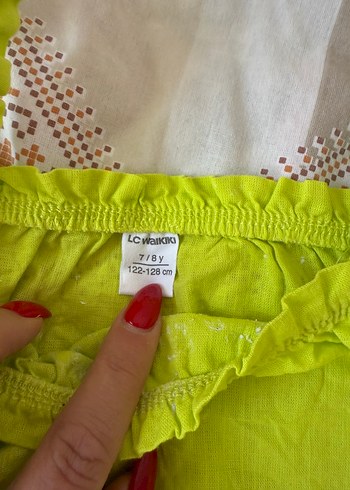 LC WAIKIKI
7 / 8 y
122-128 cm